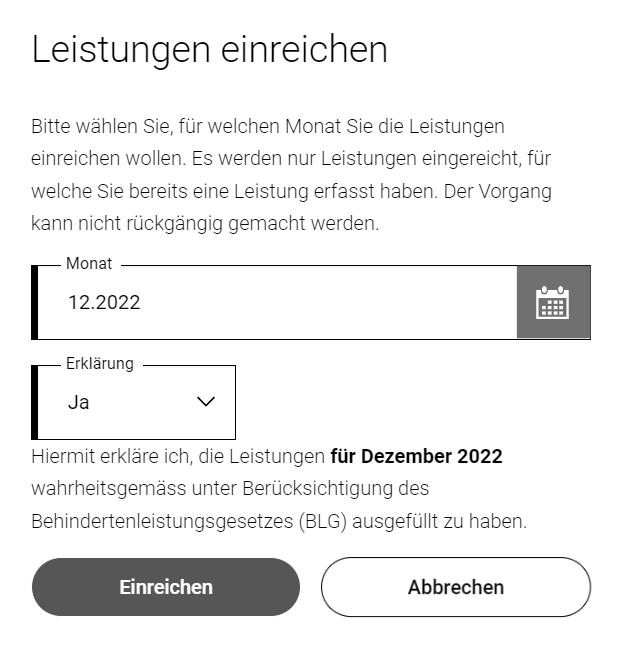 Leistungen einreichen
Bitte wählen Sie, für welchen Monat Sie die Leistungen
einreichen wollen. Es werden nur Leistungen eingereicht, für
welche Sie bereits eine Leistung erfasst haben. Der Vorgang
kann nicht rückgängig gemacht werden.
Monat
12.2022
Erklärung
Ja
Hiermit erkläre ich, die Leistungen für Dezember 2022
wahrheitsgemäss unter Berücksichtigung des
Behindertenleistungsgesetzes (BLG) ausgefüllt zu haben.
Einreichen
Abbrechen